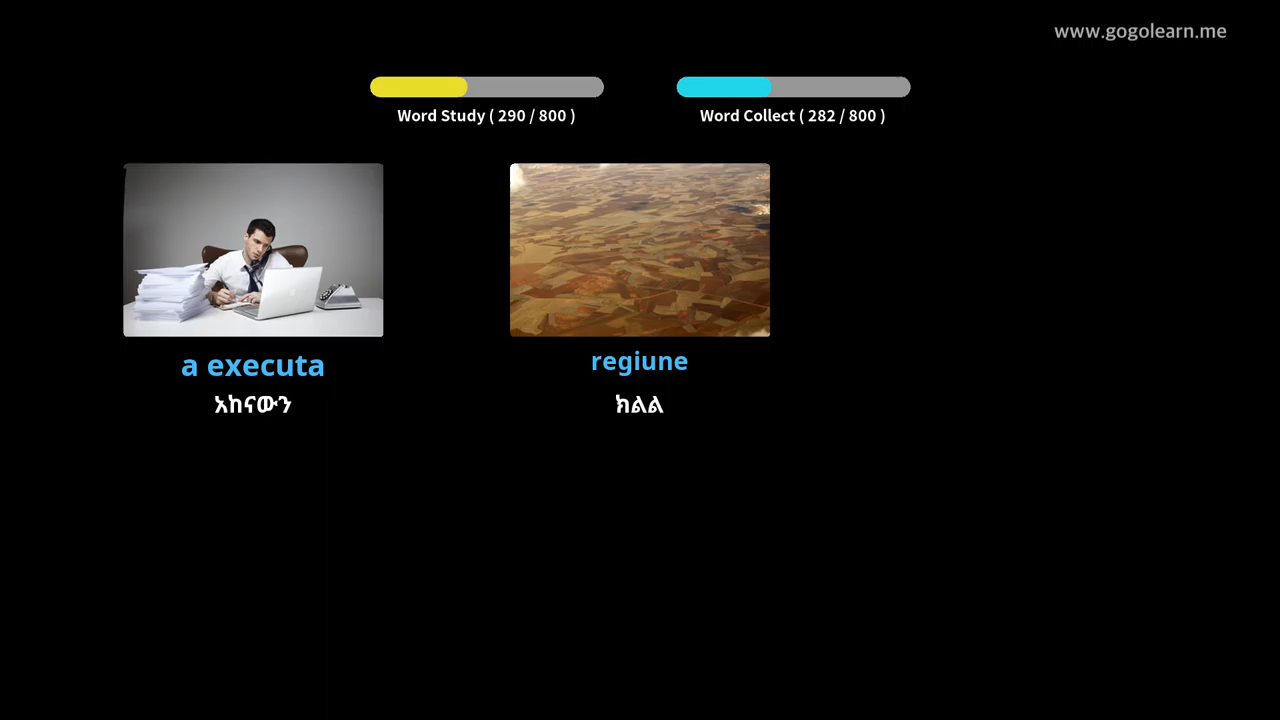 www.gogolearn.me
Word Study ( 290 / 800 )
Word Collect ( 282 / 800 )
a executa
regiune
አከናውን
ክልል